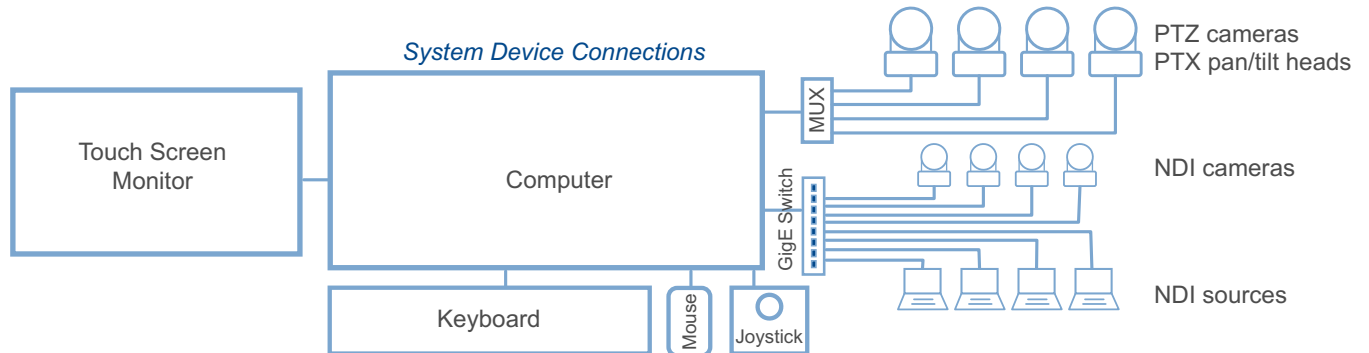 System Device Connections
Touch Screen
Monitor
Computer
Keyboard
Mouse
Joystick
MUX
GigE Switch
PTZ cameras
PTX pan/tilt heads
NDI cameras
NDI sources